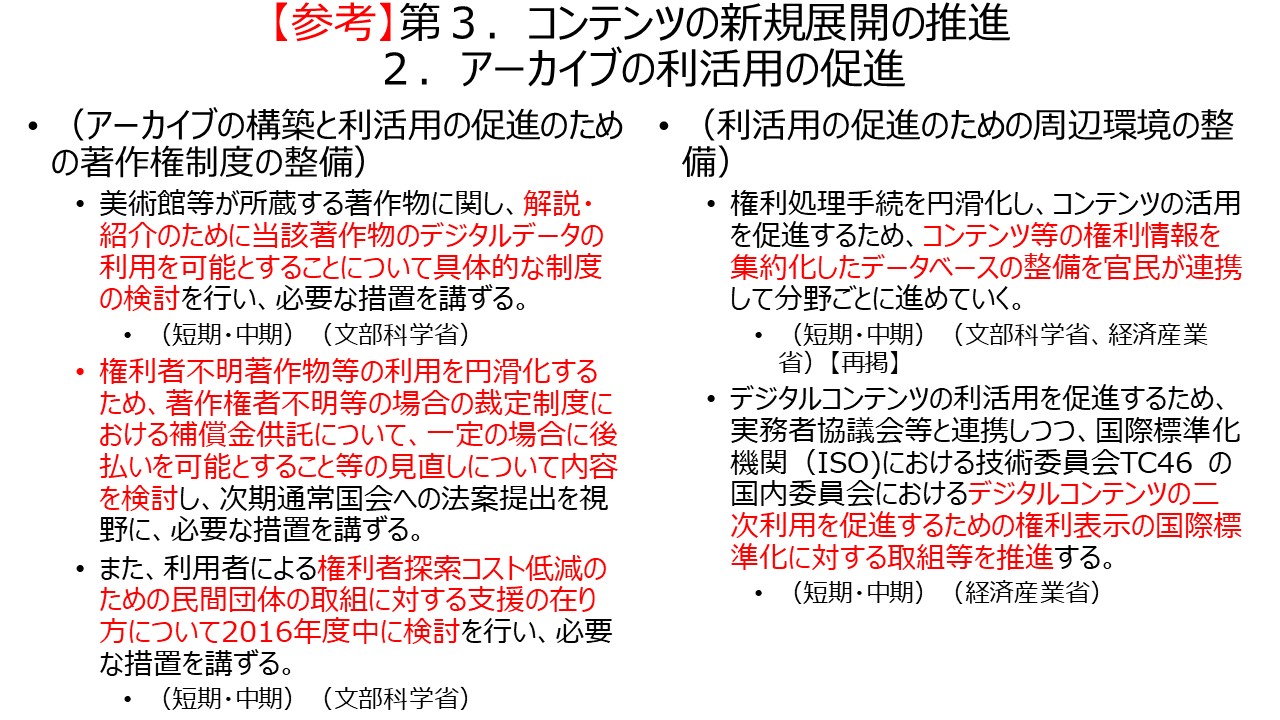 【参考】第３．コンテンツの新規展開の推進
２．アーカイブの利活用の促進
• （アーカイブの構築と利活用の促進のため
の著作権制度の整備）
• 美術館等が所蔵する著作物に関し、解説・
紹介のために当該著作物のデジタルデータの
利用を可能とすることについて具体的な制度
の検討を行い、必要な措置を講ずる。
• （短期・中期）（文部科学省）
• 権利者不明著作物等の利用を円滑化する
ため、著作権者不明等の場合の裁定制度に
おける補償金供託について、一定の場合に後
払いを可能とすること等の見直しについて内容
を検討し、次期通常国会への法案提出を視
野に、必要な措置を講ずる。
• また、利用者による権利者探索コスト低減の
ための民間団体の取組に対する支援の在り
方について2016年度中に検討を行い、必要
な措置を講ずる。
• （短期・中期）（文部科学省）
• （利活用の促進のための周辺環境の整
備）
• 権利処理手続を円滑化し、コンテンツの活用
を促進するため、コンテンツ等の権利情報を
集約化したデータベースの整備を官民が連携
して分野ごとに進めていく。
• （短期・中期）（文部科学省、経済産業
省）【再掲】
• デジタルコンテンツの利活用を促進するため、
実務者協議会等と連携しつつ、国際標準化
機関（ISO)における技術委員会TC46 の
国内委員会におけるデジタルコンテンツの二
次利用を促進するための権利表示の国際標
準化に対する取組等を推進する。
• （短期・中期）（経済産業省）